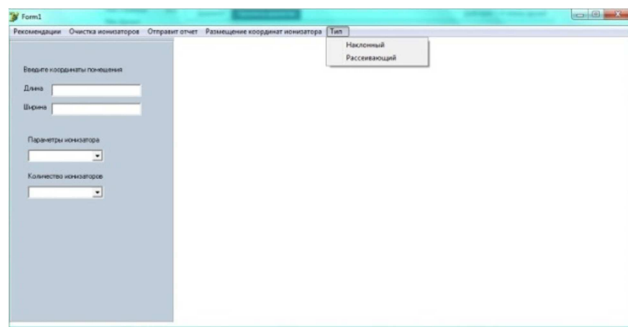 Form1
Рекомендации Очистка ионизаторов Отправит отчет Размещение координат ионизатора Тип
Наклонный
Рассеивающий
Введите координаты помещения
Длина
Ширина
Параметры ионизатора
Количество ионизаторов